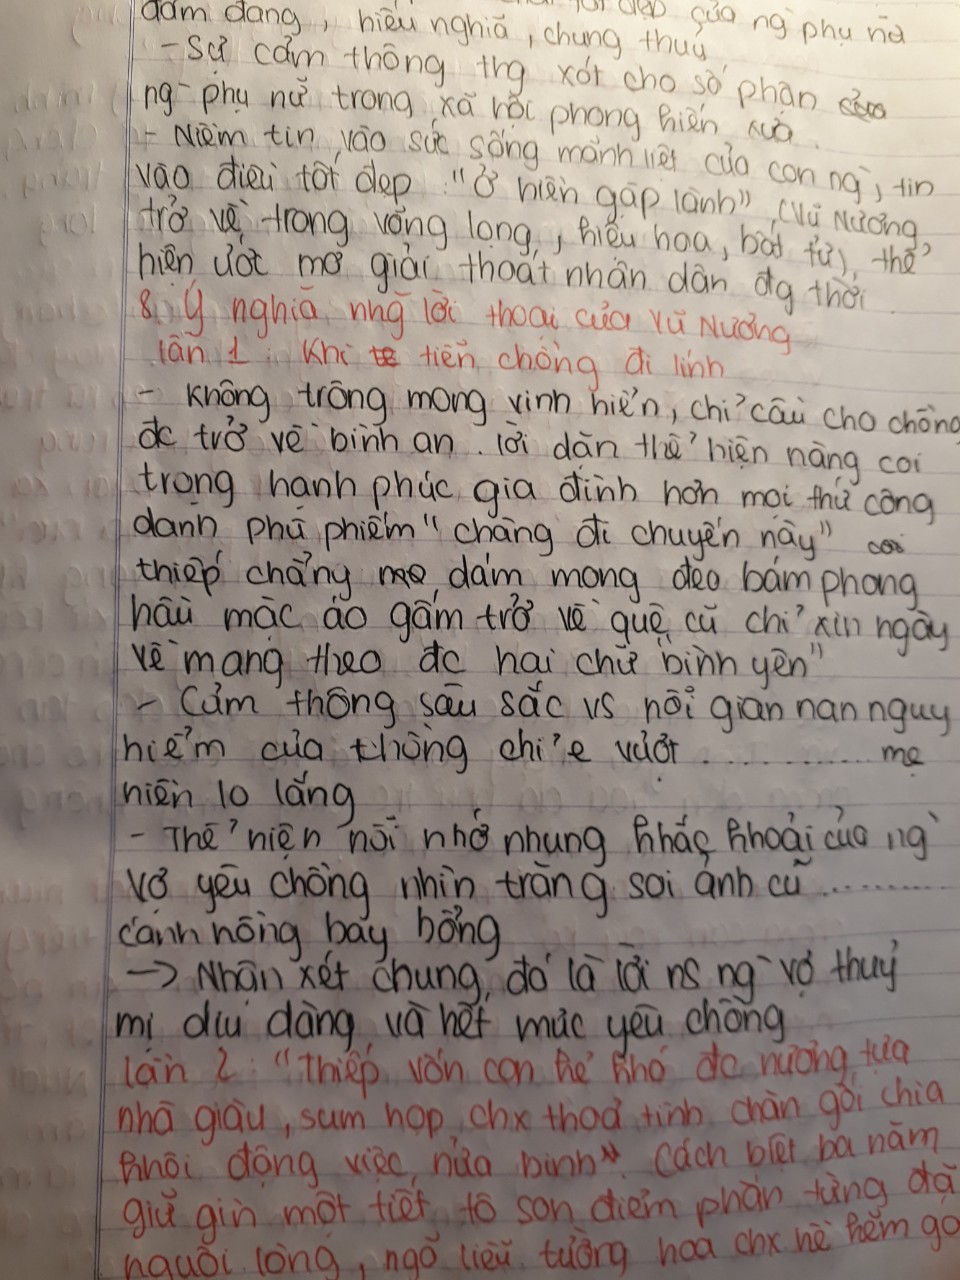 đảm đang, hiếu nghĩa, chung thuỷ
đẹp của ng phụ nữ
- Sự cảm thông thg xót cho số phận
ng phụ nữ trong xã hội phong kiến xưa.
- Niềm tin vào sức sống mãnh liệt của con ng, tin
vào điều tốt đẹp "ở hiền gặp lành" (Vũ Nương
trở về trong võng lọng, kiệu hoa, bất tử), thể
hiện ước mơ giải thoát nhân dân đg thời.
8. Ý nghĩa nhg lời thoại của Vũ Nương
lần 1: Khi tiễn chồng đi lính
- không trông mong vinh hiển, chỉ cầu cho chồng
đc trở về bình an. lời dặn thể hiện nàng coi
trọng hạnh phúc gia đình hơn mọi thứ công
danh phù phiếm "chàng đi chuyến này"
thiếp chẳng dám mong đeo bám phong
hầu mặc áo gấm trở về quê cũ chỉ xin ngày
về mang theo đc hai chữ bình yên"
- Cảm thông sâu sắc vs nỗi gian nan nguy
hiểm của chồng chỉ e vượt ............ mẹ
hiền lo lắng
- Thể hiện nỗi nhớ nhung khắc khoải của ng
vợ yêu chồng nhìn trăng soi ảnh cũ ..........
cánh hồng bay bổng
-> Nhận xét chung, đó là lời ns ng vợ thuỳ
mị dịu dàng và hết mực yêu chồng
lần 2: "Thiếp vốn con kẻ khó đc nương tựa
nhà giàu, sum họp chx thoả tình chăn gối chia
khôi động việc nửa binh" Cách biệt ba năm
giữ gìn một tiết tô son điểm phấn từng đã
nguôi lòng, ngõ liễu tường hoa chx hề hém gó